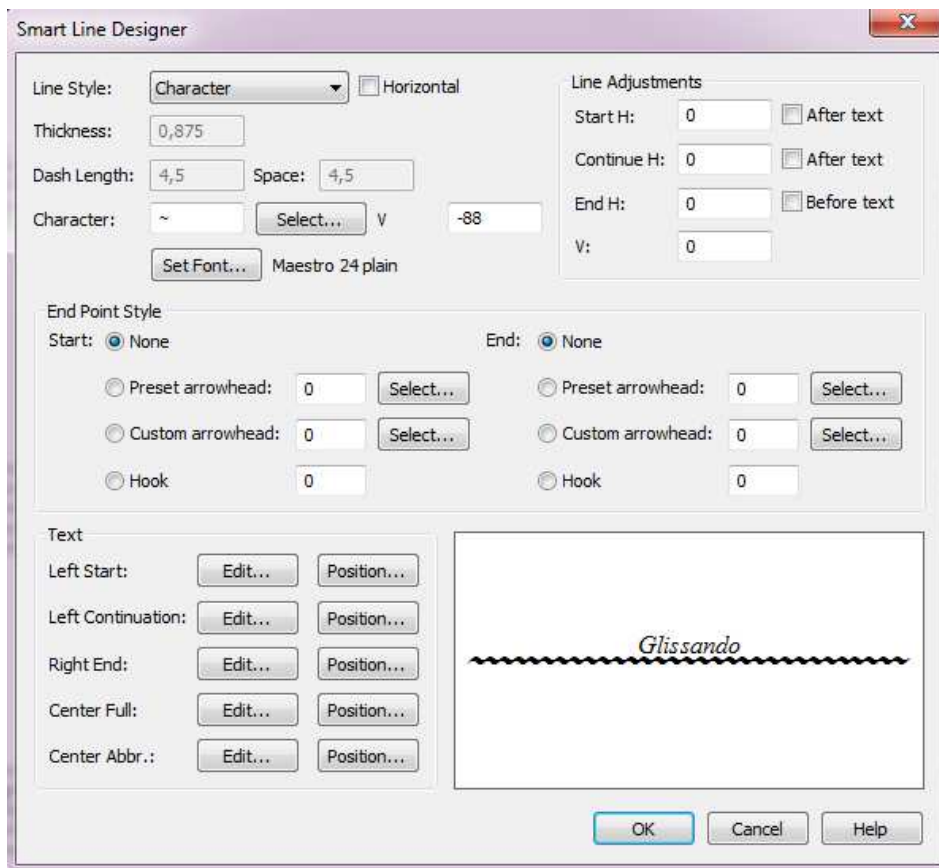 Smart Line Designer
Line Style: Character Horizontal
Thickness: 0,875
Dash Length: 4,5 Space: 4,5
Character: ~ Select... V -88
Set Font... Maestro 24 plain
Line Adjustments
Start H: 0 After text
Continue H: 0 After text
End H: 0 Before text
V: 0
End Point Style
Start: None End: None
Preset arrowhead: 0 Select... Preset arrowhead: 0 Select...
Custom arrowhead: 0 Select... Custom arrowhead: 0 Select...
Hook 0 Hook 0
Text
Left Start: Edit... Position...
Left Continuation: Edit... Position...
Right End: Edit... Position...
Center Full: Edit... Position...
Center Abbr.: Edit... Position...
Glissando
OK Cancel Help